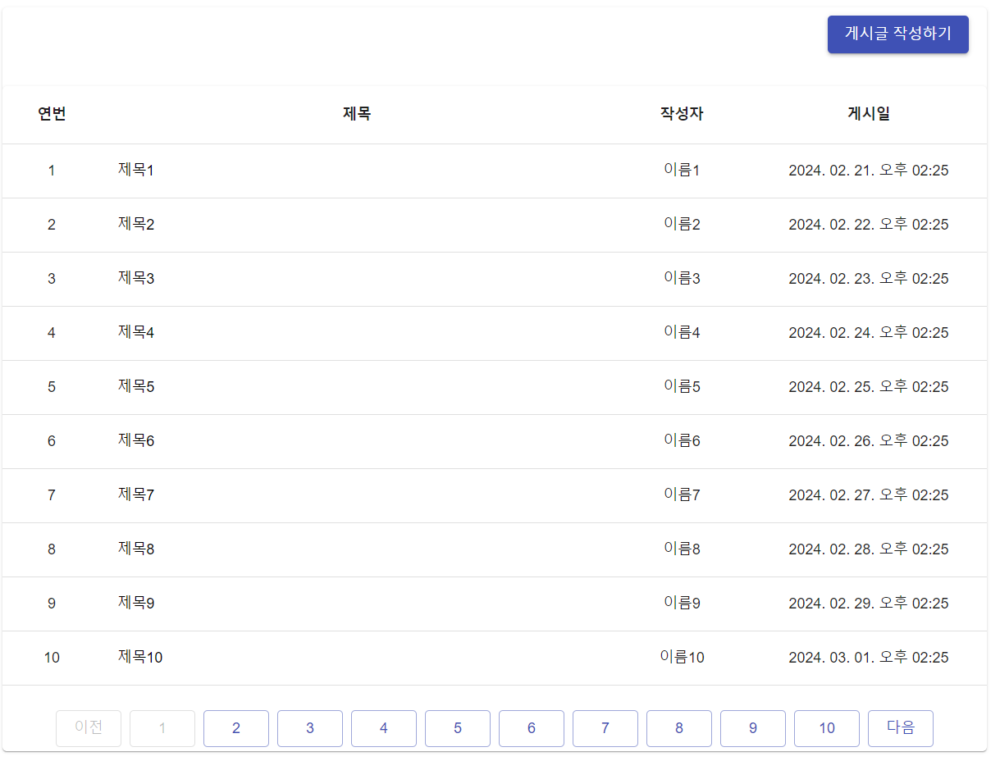 게시글 작성하기
연번 제목 작성자 게시일
1 제목1 이름1 2024. 02. 21. 오후 02:25
2 제목2 이름2 2024. 02. 22. 오후 02:25
3 제목3 이름3 2024. 02. 23. 오후 02:25
4 제목4 이름4 2024. 02. 24. 오후 02:25
5 제목5 이름5 2024. 02. 25. 오후 02:25
6 제목6 이름6 2024. 02. 26. 오후 02:25
7 제목7 이름7 2024. 02. 27. 오후 02:25
8 제목8 이름8 2024. 02. 28. 오후 02:25
9 제목9 이름9 2024. 02. 29. 오후 02:25
10 제목10 이름10 2024. 03. 01. 오후 02:25
이전 1 2 3 4 5 6 7 8 9 10 다음